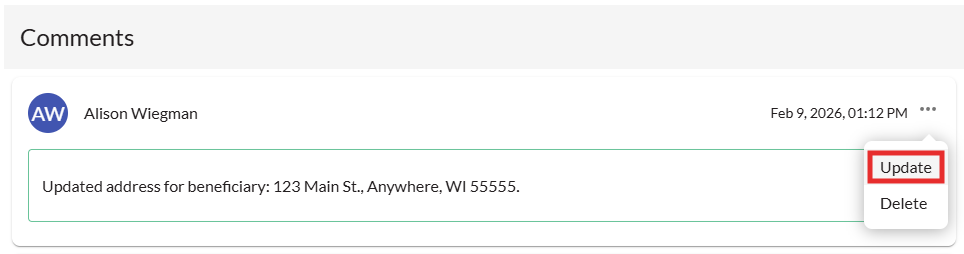 Comments
AW
Alison Wiegman
Feb 9, 2026, 01:12 PM
Updated address for beneficiary: 123 Main St., Anywhere, WI 55555.
Update
Delete